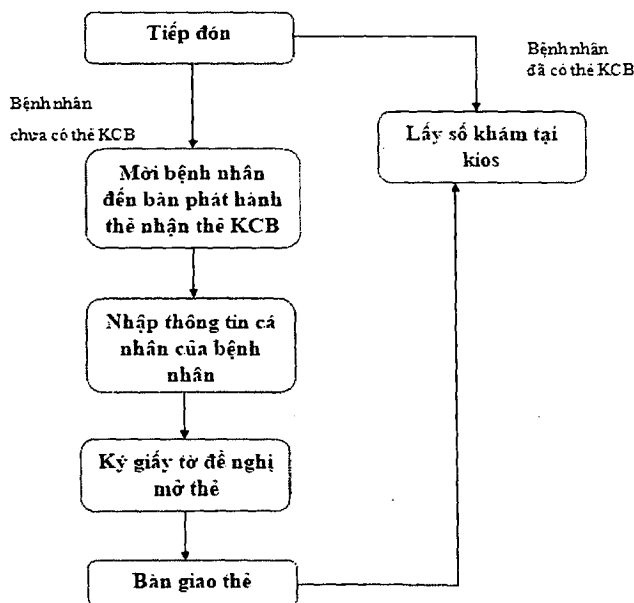 Tiếp đón
Bệnh nhân
đã có thẻ KCB
Bệnh nhân
chưa có thẻ KCB
Lấy số khám tại
kios
Mời bệnh nhân
đến bàn phát hành
thẻ nhận thẻ KCB
Nhập thông tin cá
nhân của bệnh
nhân
Ký giấy tờ đề nghị
mở thẻ
Bàn giao thẻ